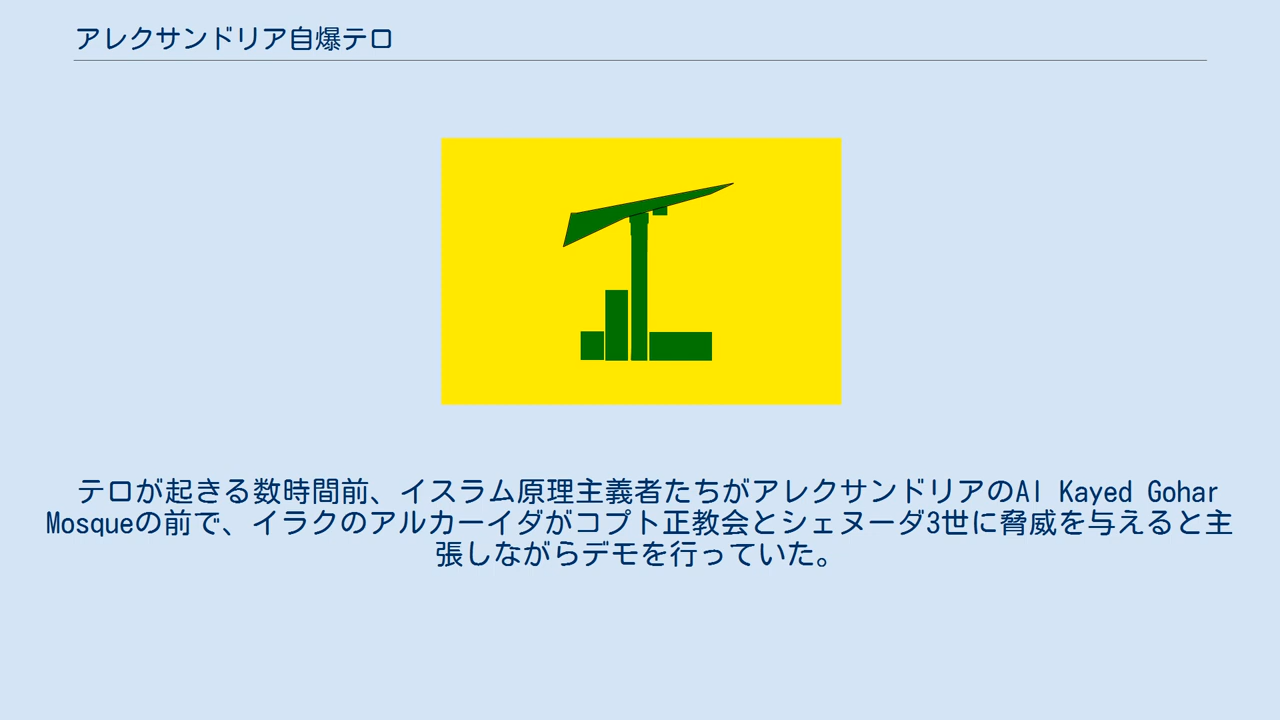 アレクサンドリア自爆テロ
テロが起きる数時間前、イスラム原理主義者たちがアレクサンドリアのAl Kayed Gohar
Mosqueの前で、イラクのアルカーイダがコプト正教会とシェヌーダ3世に脅威を与えると主
張しながらデモを行っていた。